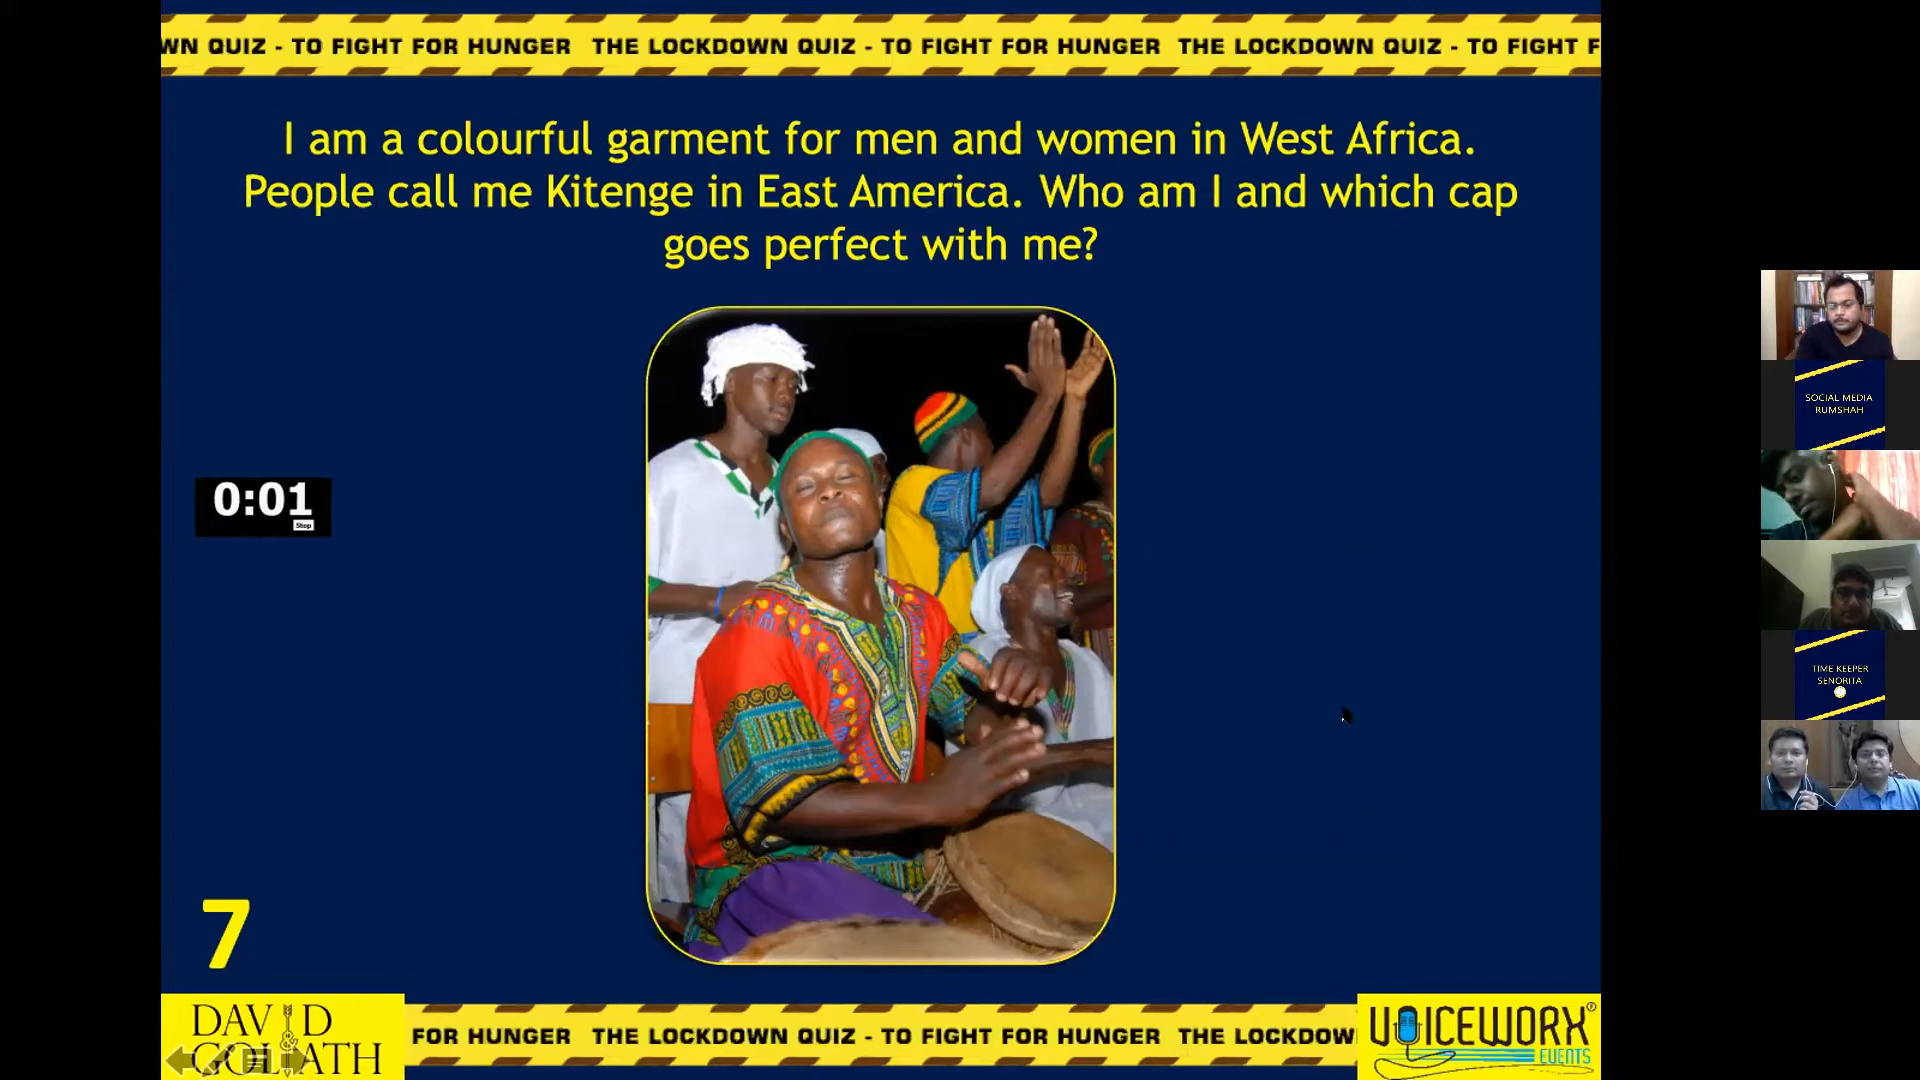 WN QUIZ - TO FIGHT FOR HUNGER THE LOCKDOWN QUIZ - TO FIGHT FOR HUNGER THE LOCKDOWN QUIZ - TO FIGHT F
I am a colourful garment for men and women in West Africa.
People call me Kitenge in East America. Who am I and which cap
goes perfect with me?
0:01
Stop
SOCIAL MEDIA
RUMSHAH
TIME KEEPER
SENORITA
7
DAVID
&
GOLIATH
FOR HUNGER THE LOCKDOWN QUIZ - TO FIGHT FOR HUNGER THE LOCKDOW
VOICEWORX®
EVENTS